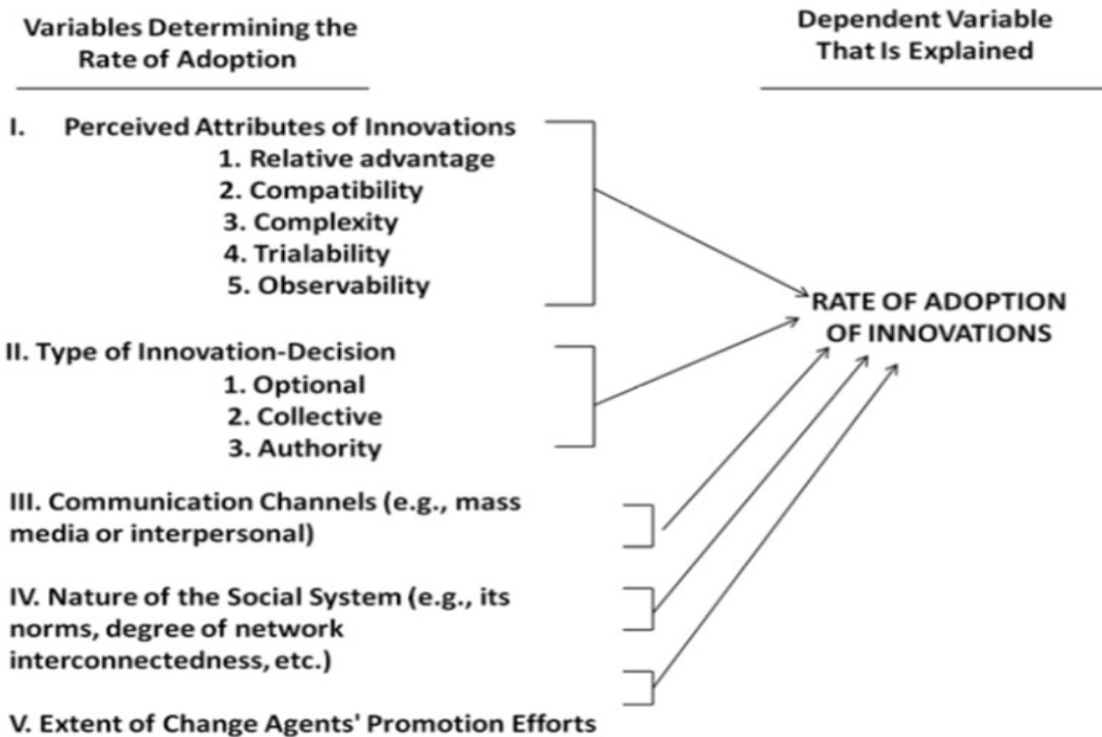 Variables Determining the
Rate of Adoption
Dependent Variable
That Is Explained
I. Perceived Attributes of Innovations
1. Relative advantage
2. Compatibility
3. Complexity
4. Trialability
5. Observability
RATE OF ADOPTION
OF INNOVATIONS
II. Type of Innovation-Decision
1. Optional
2. Collective
3. Authority
III. Communication Channels (e.g., mass
media or interpersonal)
IV. Nature of the Social System (e.g., its
norms, degree of network
interconnectedness, etc.)
V. Extent of Change Agents' Promotion Efforts